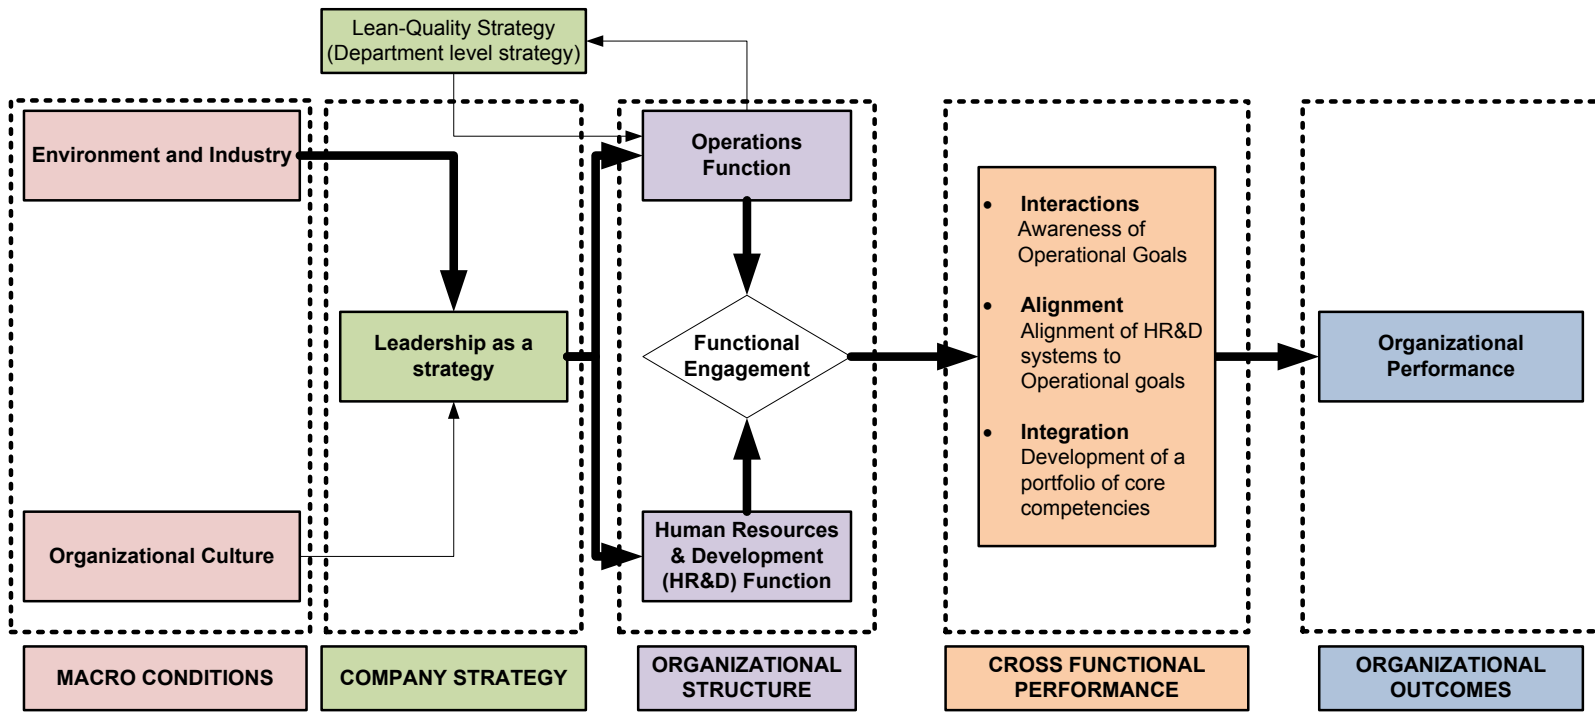 Lean-Quality Strategy
(Department level strategy)
Environment and Industry
Organizational Culture
Leadership as a
strategy
Operations
Function
Functional
Engagement
Human Resources
& Development
(HR&D) Function
• Interactions
Awareness of
Operational Goals
• Alignment
Alignment of HR&D
systems to
Operational goals
• Integration
Development of a
portfolio of core
competencies
Organizational
Performance
MACRO CONDITIONS
COMPANY STRATEGY
ORGANIZATIONAL
STRUCTURE
CROSS FUNCTIONAL
PERFORMANCE
ORGANIZATIONAL
OUTCOMES